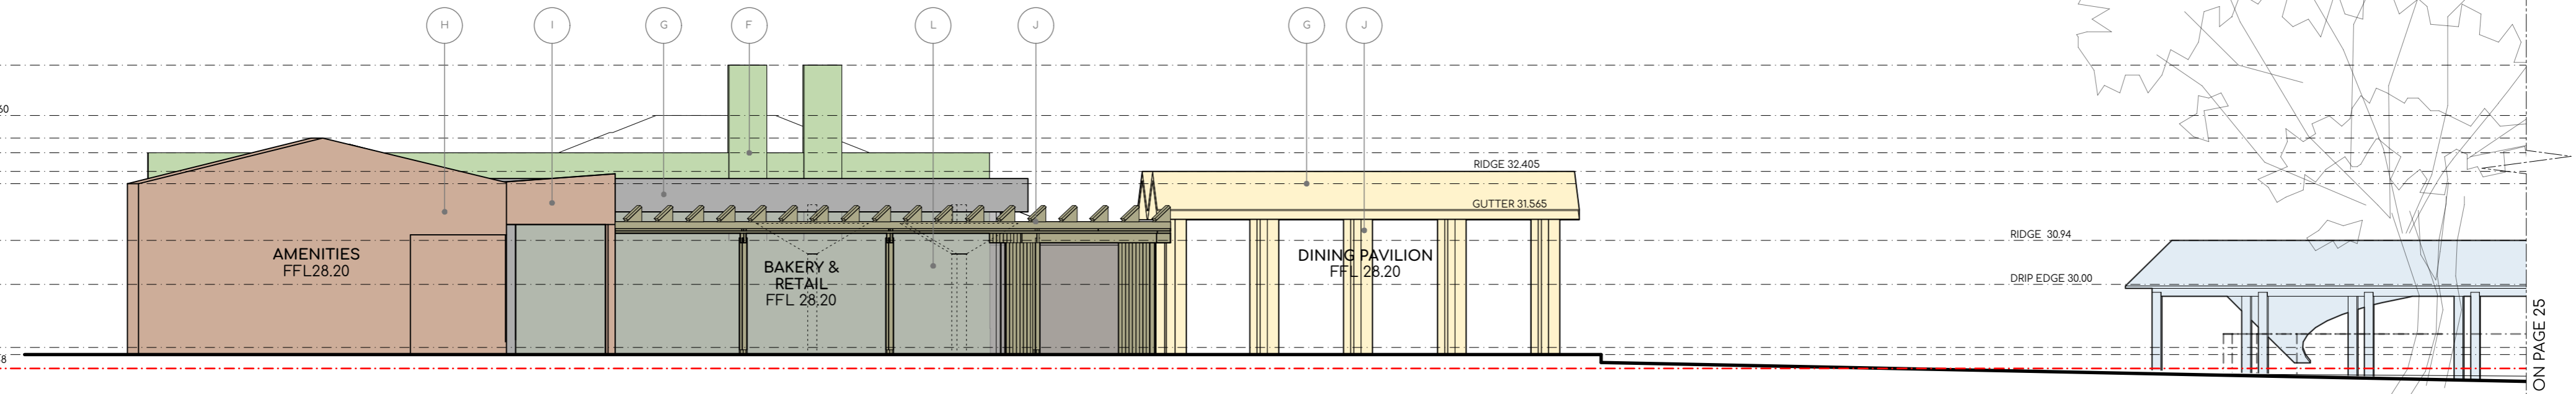 H I G F L J G J
60
RIDGE 32.405
GUTTER 31.565
RIDGE 30.94
DRIP EDGE 30.00
AMENITIES
FFL28.20
BAKERY &
RETAIL
FFL 28.20
DINING PAVILION
FFL 28.20
8
ON PAGE 25